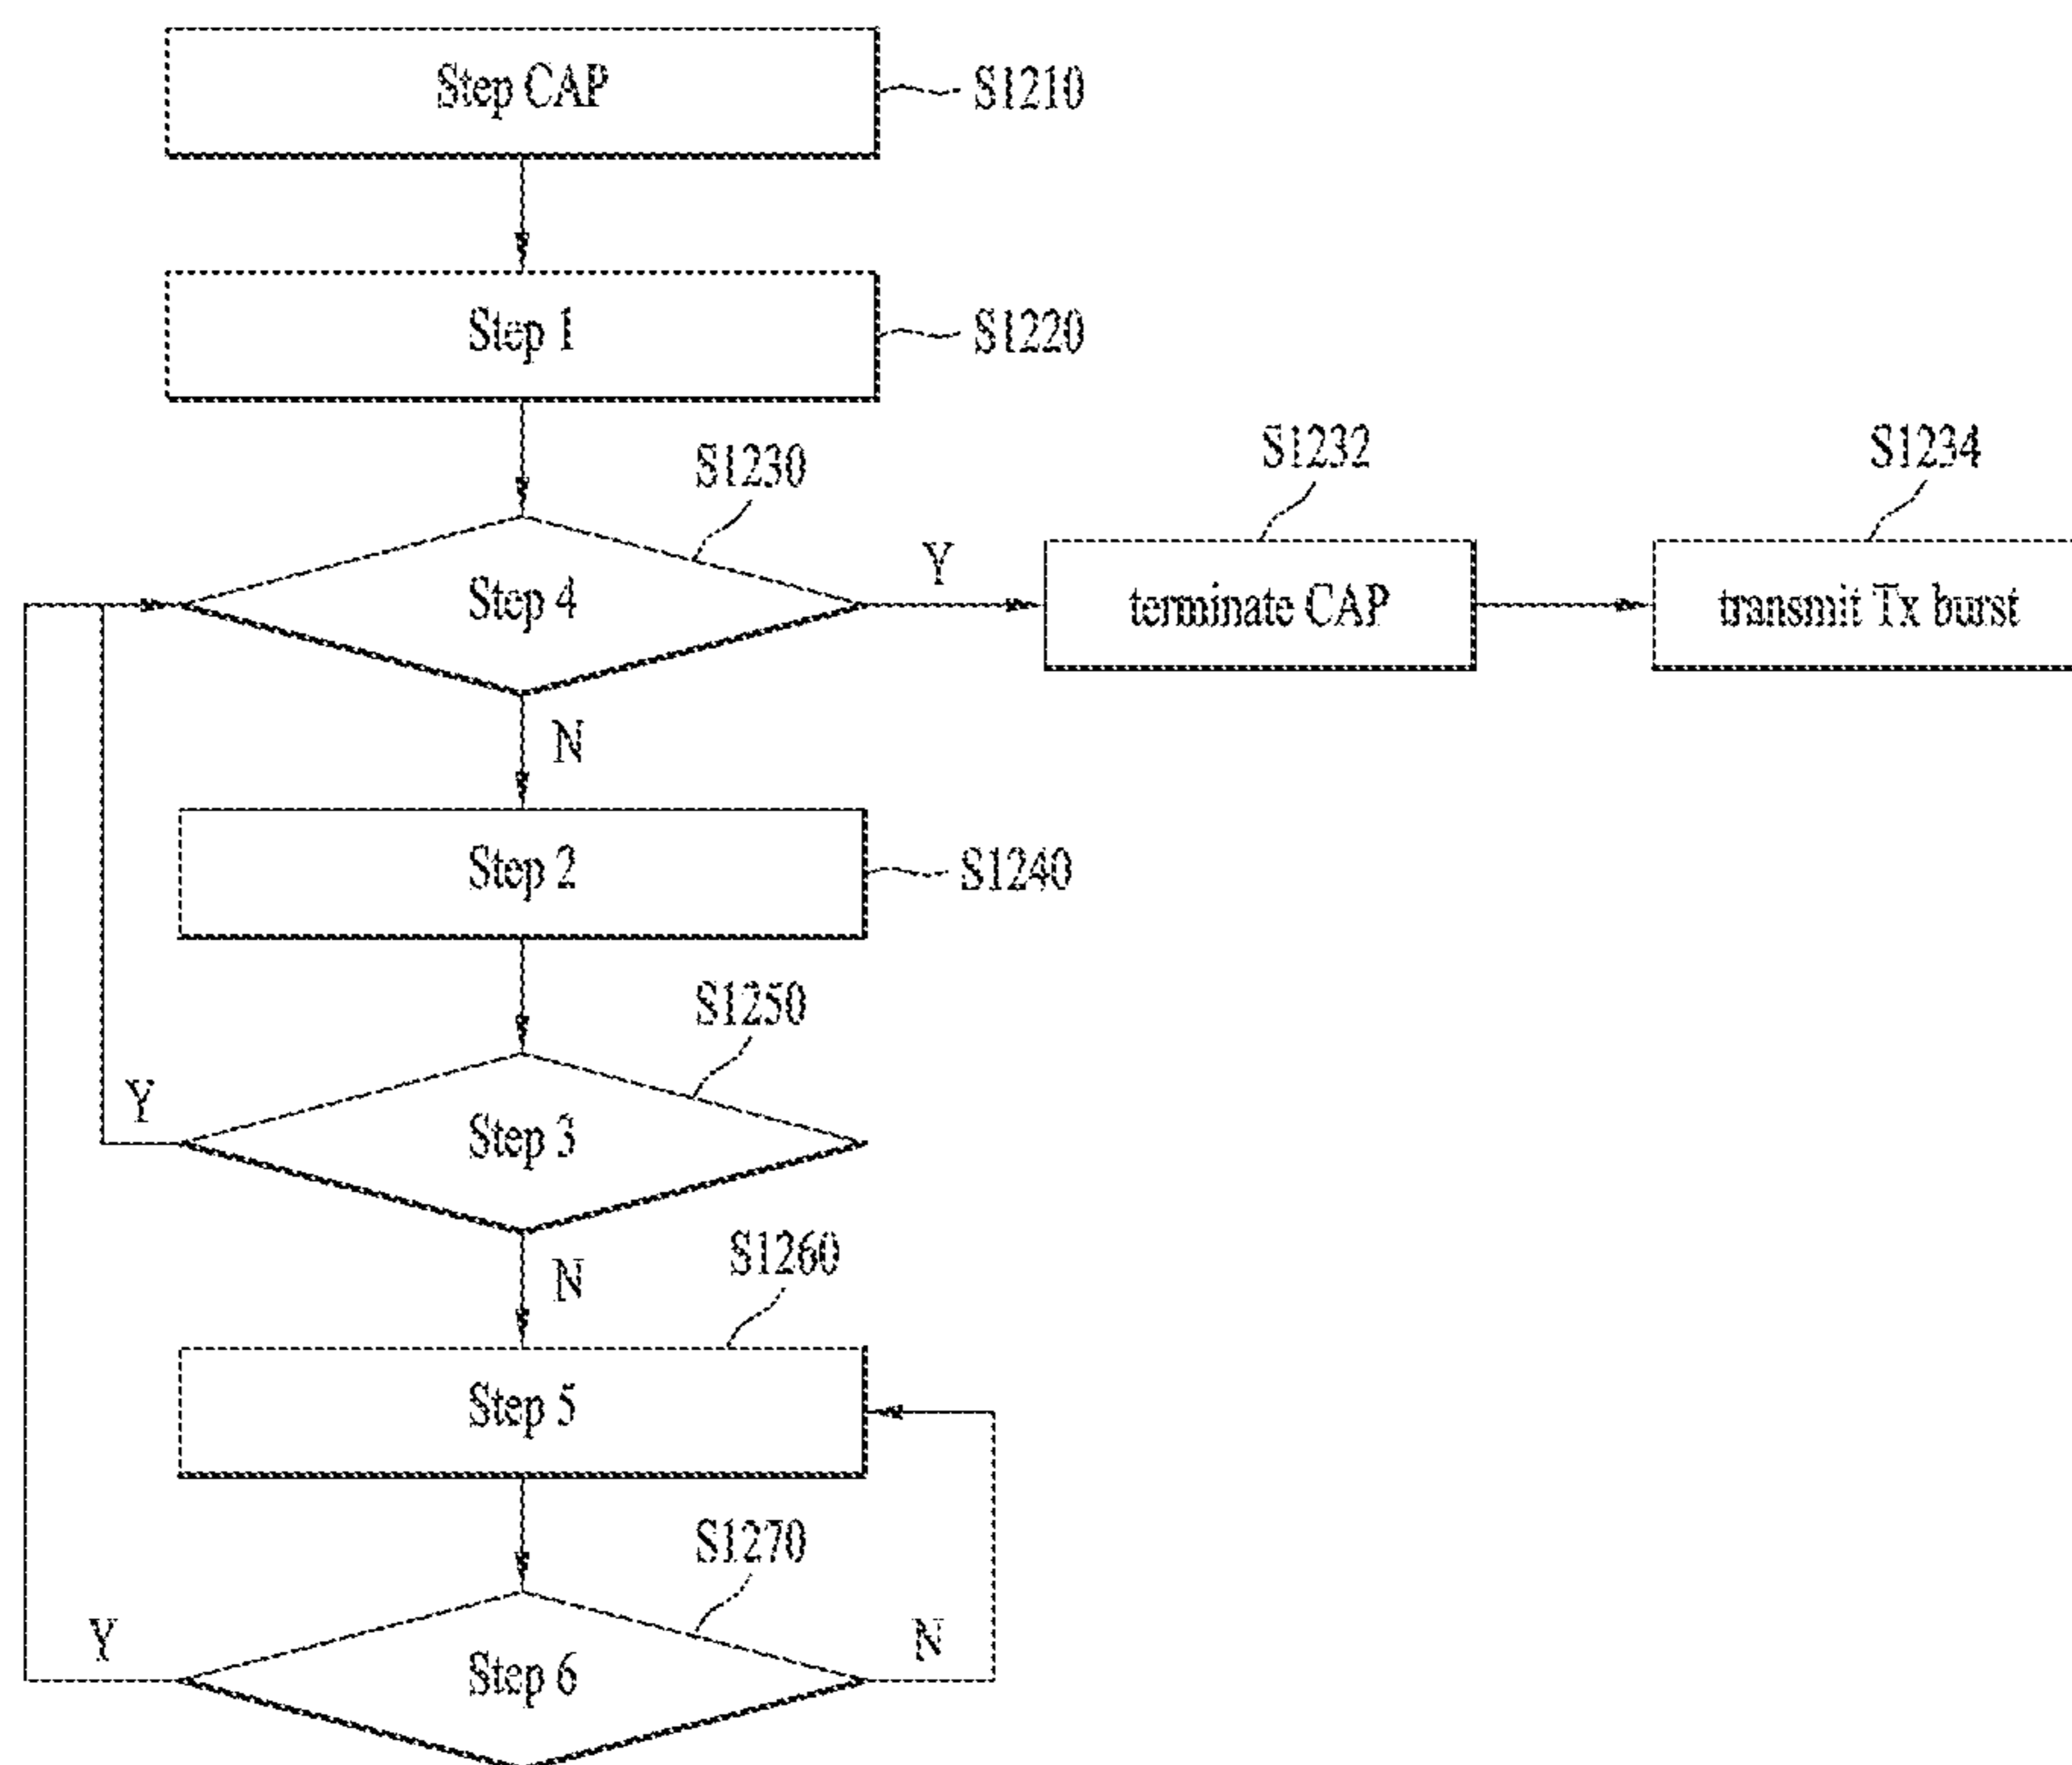 Step CAP
S1210
Step 1
S1220
S1230
S1232
S1234
Step 4
Y
terminate CAP
transmit Tx burst
N
Step 2
S1240
S1250
Y
Step 3
N
S1260
Step 5
S1270
Y
N
Step 6